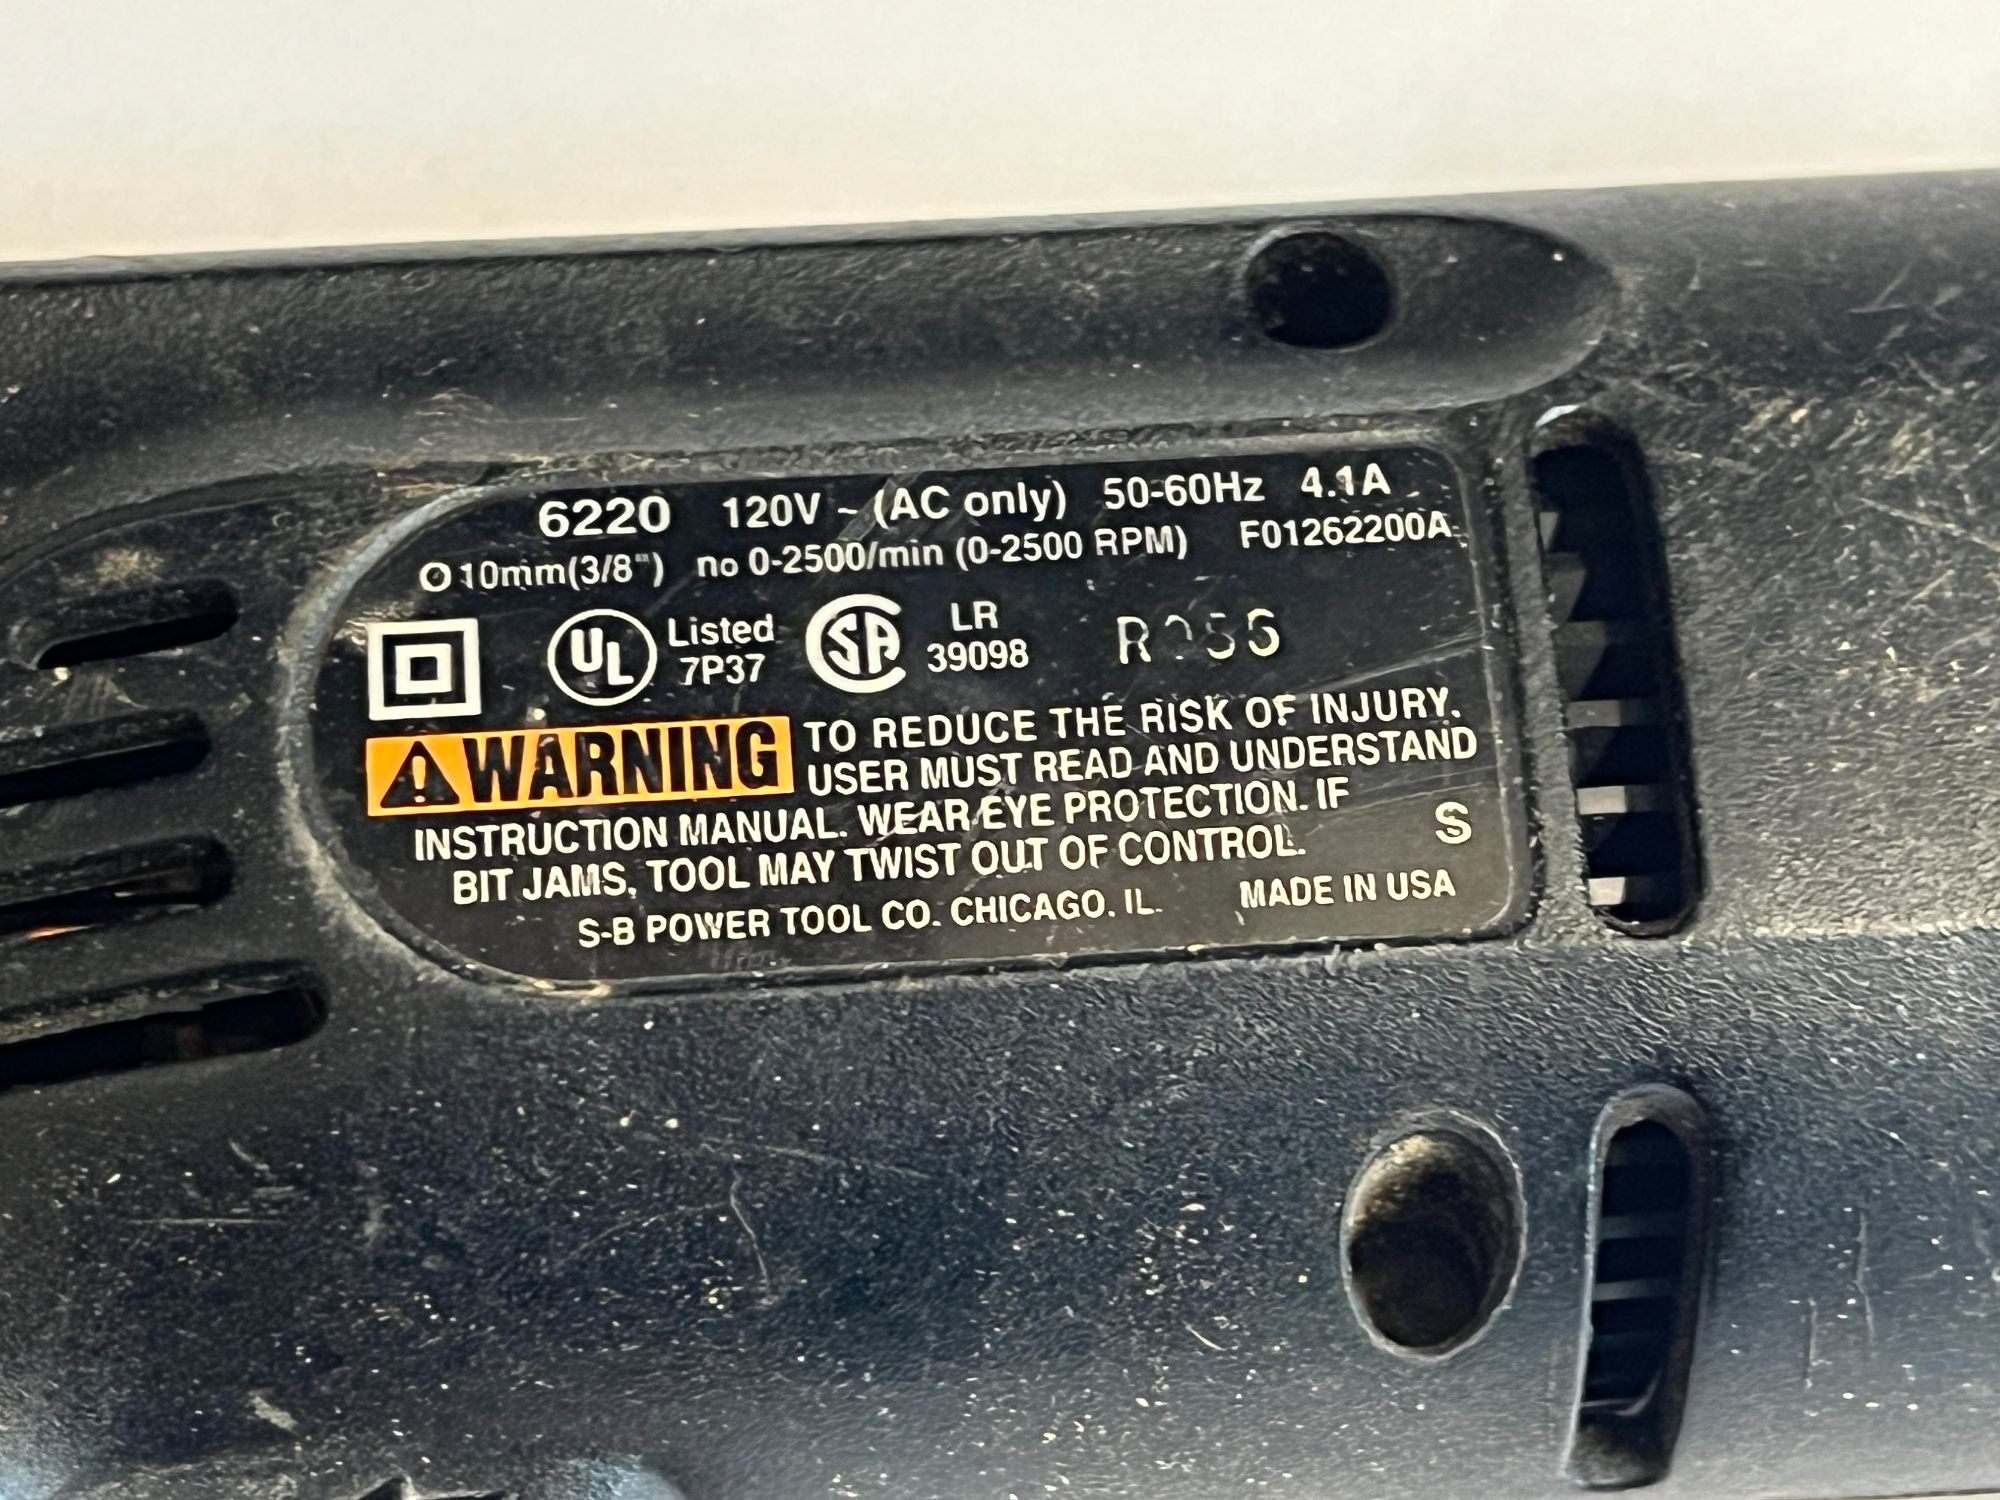 6220 120V ~ (AC only) 50-60Hz 4.1A
Ø 10mm(3/8") no 0-2500/min (0-2500 RPM) F01262200A
UL Listed 7P37 CSA LR 39098
WARNING TO REDUCE THE RISK OF INJURY.
USER MUST READ AND UNDERSTAND
INSTRUCTION MANUAL. WEAR EYE PROTECTION. IF
BIT JAMS, TOOL MAY TWIST OUT OF CONTROL. S
S-B POWER TOOL CO. CHICAGO. IL. MADE IN USA